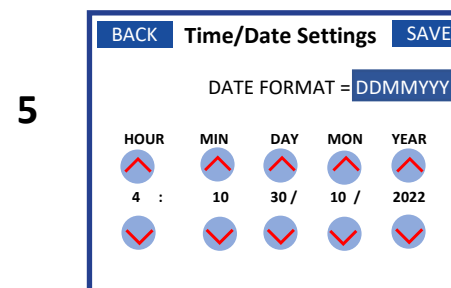 BACK Time/Date Settings SAVE
DATE FORMAT = DDMMYYY
5
HOUR MIN DAY MON YEAR
4 : 10 30 / 10 / 2022